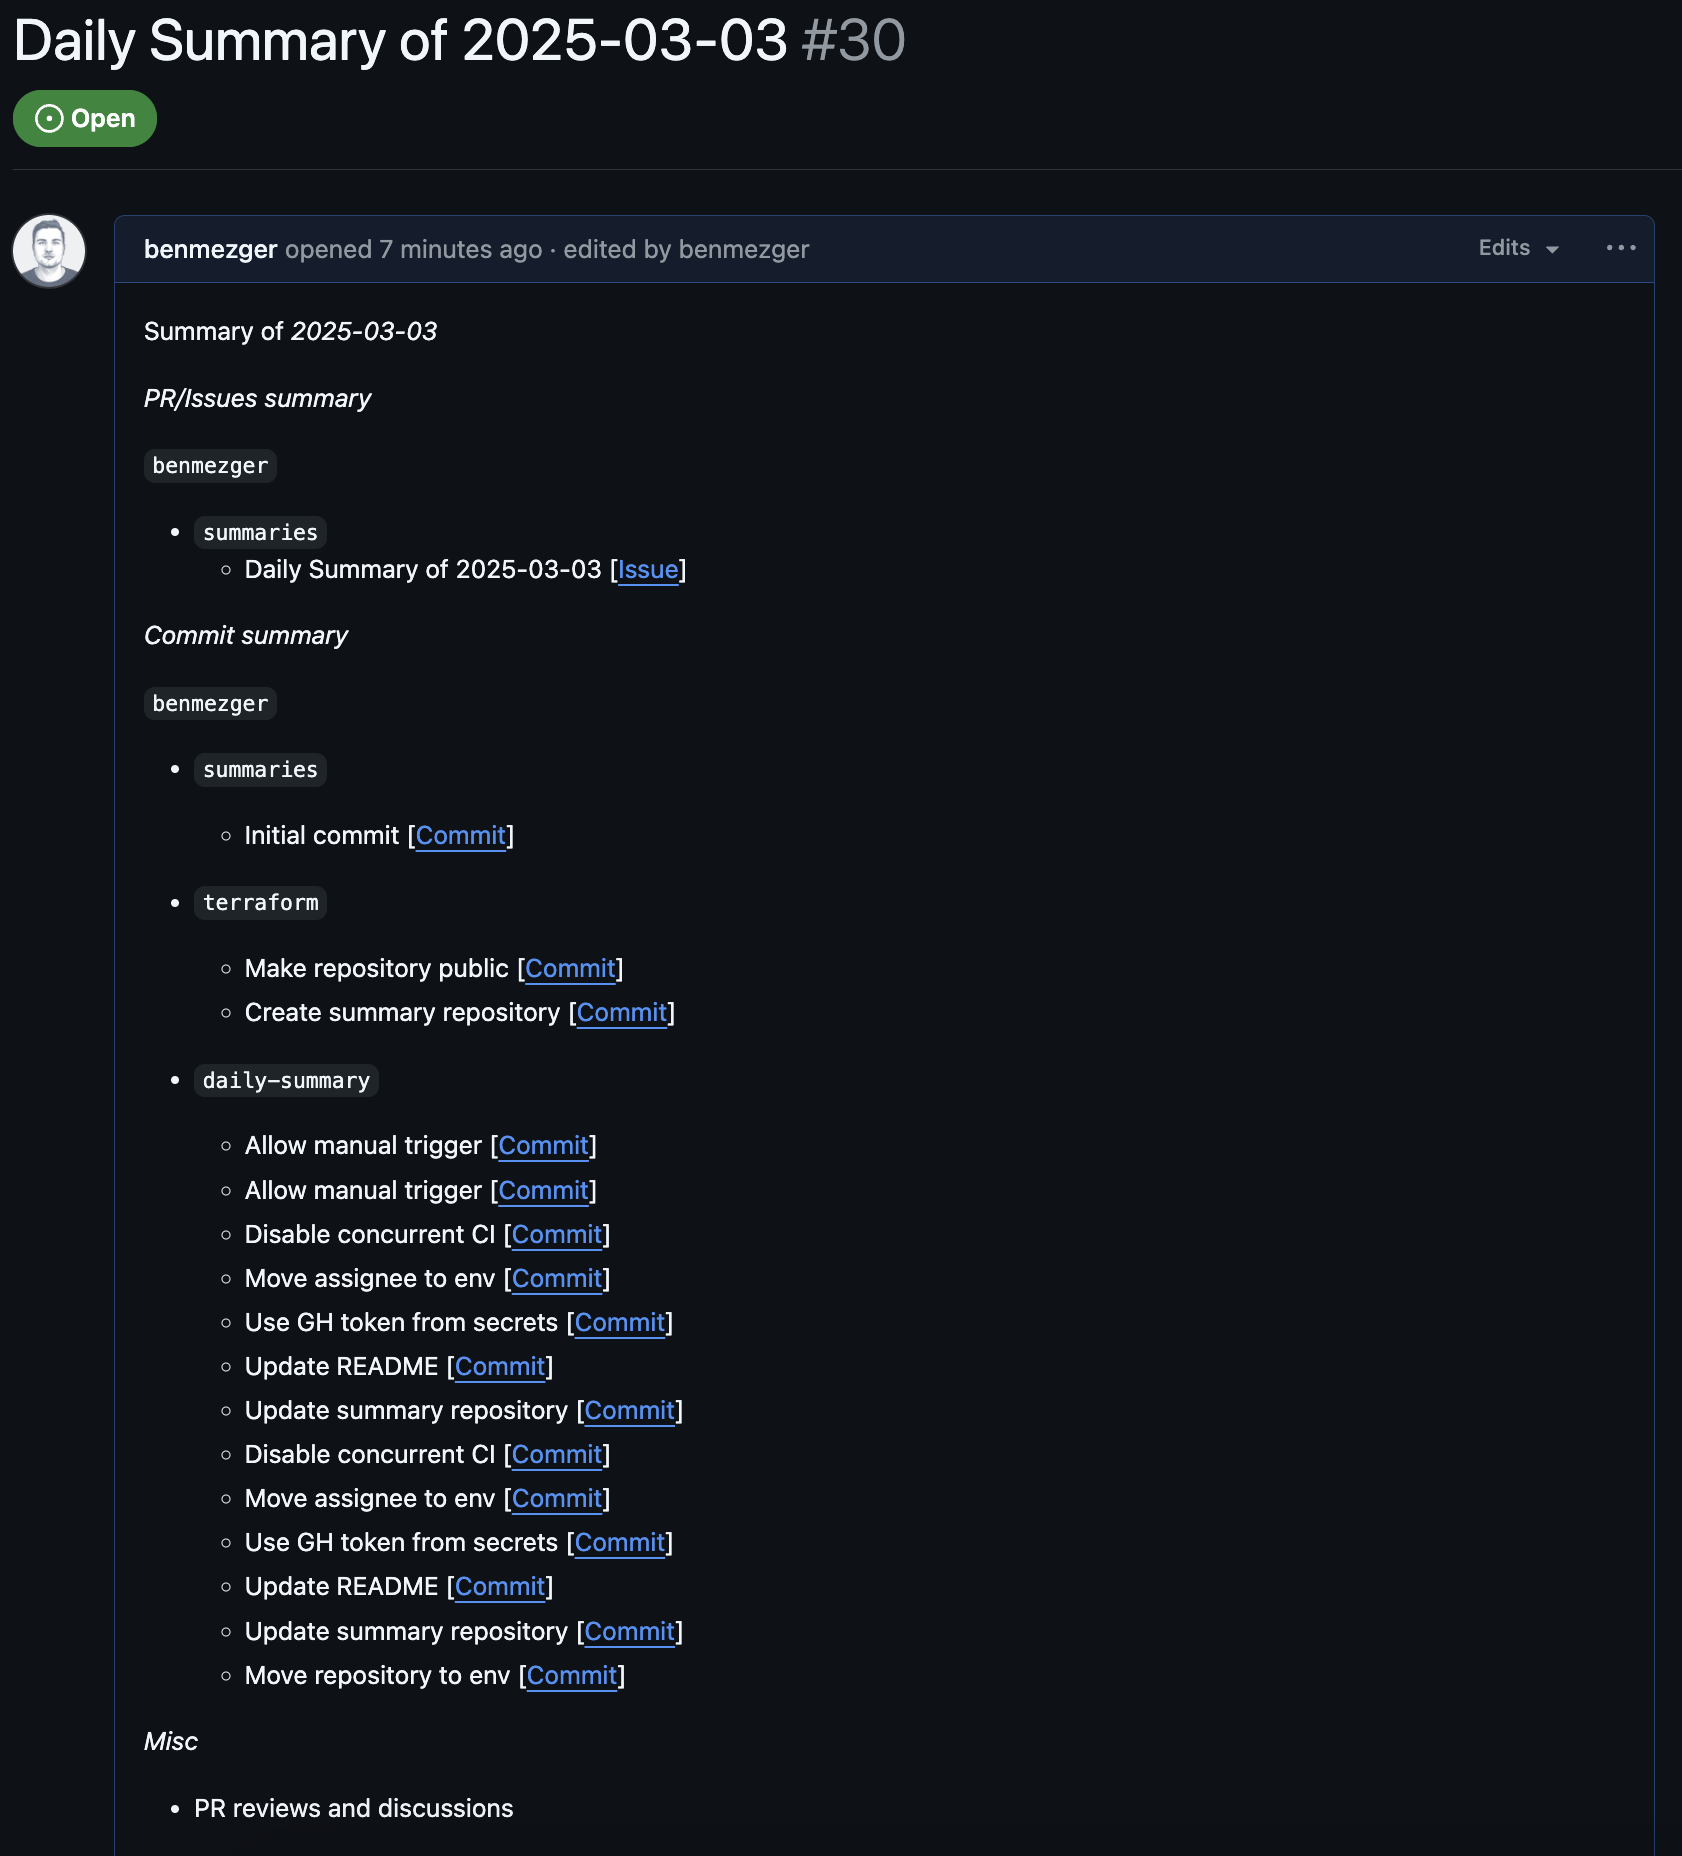 Daily Summary of 2025-03-03 #30
Open
benmezger opened 7 minutes ago · edited by benmezger Edits
Summary of 2025-03-03
PR/Issues summary
benmezger
summaries
Daily Summary of 2025-03-03 [Issue]
Commit summary
benmezger
summaries
Initial commit [Commit]
terraform
Make repository public [Commit]
Create summary repository [Commit]
daily-summary
Allow manual trigger [Commit]
Allow manual trigger [Commit]
Disable concurrent CI [Commit]
Move assignee to env [Commit]
Use GH token from secrets [Commit]
Update README [Commit]
Update summary repository [Commit]
Disable concurrent CI [Commit]
Move assignee to env [Commit]
Use GH token from secrets [Commit]
Update README [Commit]
Update summary repository [Commit]
Move repository to env [Commit]
Misc
PR reviews and discussions